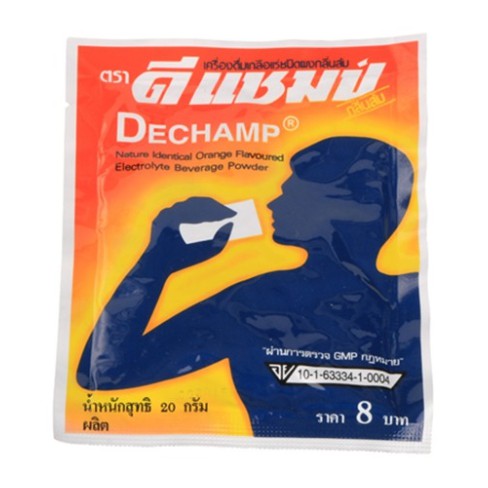 เครื่องดื่มเกลือแร่ชนิดผงกลิ่นส้ม
ตรา ดีแชมป์
กลิ่นส้ม
DECHAMP®
Nature Identical Orange Flavoured
Electrolyte Beverage Powder
"ผ่านการตรวจ GMP กฎหมาย"
10-1-63334-1-0004
น้ำหนักสุทธิ 20 กรัม
ราคา 8 บาท
ผลิต